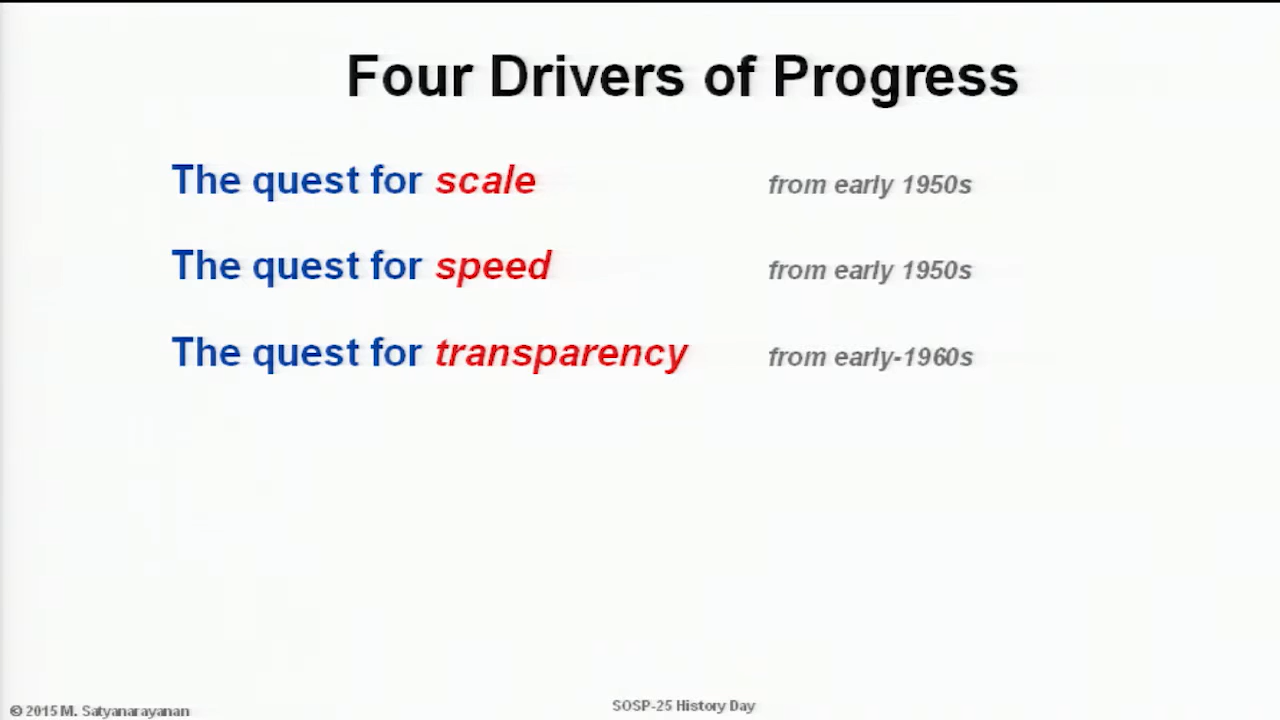 Four Drivers of Progress
The quest for scale from early 1950s
The quest for speed from early 1950s
The quest for transparency from early-1960s
© 2015 M. Satyanarayanan
SOSP-25 History Day